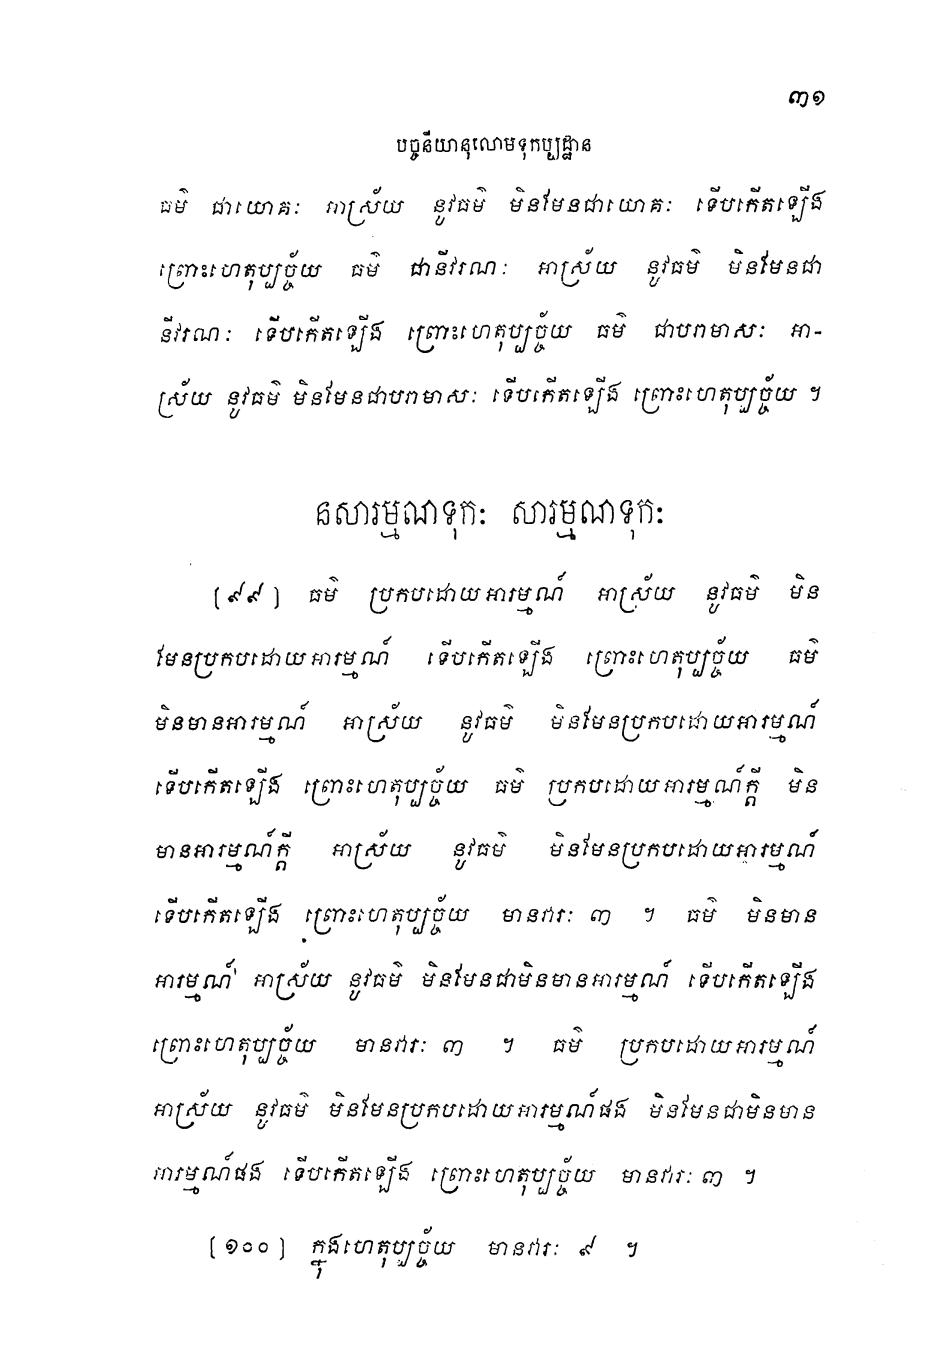 ៣១
បច្ចនីយានុលោមទុកប្បដ្ឋាន
ធម៌ ជាយោគៈ អាស្រ័យ នូវធម៌ មិនមែនជាយោគៈ ទើបកើតឡើង
ព្រោះហេតុប្បច្ច័យ ធម៌ ជានីវរណៈ អាស្រ័យ នូវធម៌ មិនមែនជា
នីវរណៈ ទើបកើតឡើង ព្រោះហេតុប្បច្ច័យ ធម៌ ជាបរាមាសៈ អា-
ស្រ័យ នូវធម៌ មិនមែនជាបរាមាសៈ ទើបកើតឡើង ព្រោះហេតុប្បច្ច័យ ។
នសារម្មណទុកៈ សារម្មណទុកៈ
[៩៩] ធម៌ ប្រកបដោយអារម្មណ៍ អាស្រ័យ នូវធម៌ មិន
មែនប្រកបដោយអារម្មណ៍ ទើបកើតឡើង ព្រោះហេតុប្បច្ច័យ ធម៌
មិនមានអារម្មណ៍ អាស្រ័យ នូវធម៌ មិនមែនប្រកបដោយអារម្មណ៍
ទើបកើតឡើង ព្រោះហេតុប្បច្ច័យ ធម៌ ប្រកបដោយអារម្មណ៍ក្តី មិន
មានអារម្មណ៍ក្តី អាស្រ័យ នូវធម៌ មិនមែនប្រកបដោយអារម្មណ៍
ទើបកើតឡើង ព្រោះហេតុប្បច្ច័យ មានវារៈ ៣ ។ ធម៌ មិនមាន
អារម្មណ៍ អាស្រ័យ នូវធម៌ មិនមែនជាមិនមានអារម្មណ៍ ទើបកើតឡើង
ព្រោះហេតុប្បច្ច័យ មានវារៈ ៣ ។ ធម៌ ប្រកបដោយអារម្មណ៍
អាស្រ័យ នូវធម៌ មិនមែនប្រកបដោយអារម្មណ៍ផង មិនមែនជាមិនមាន
អារម្មណ៍ផង ទើបកើតឡើង ព្រោះហេតុប្បច្ច័យ មានវារៈ ៣ ។
[១០០] ក្នុងហេតុប្បច្ច័យ មានវារៈ ៩ ។